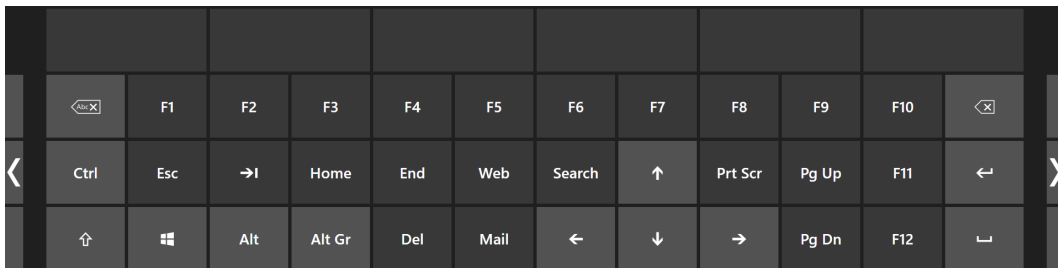 Abc F1 F2 F3 F4 F5 F6 F7 F8 F9 F10
Ctrl Esc Home End Web Search Prt Scr Pg Up F11
Alt Alt Gr Del Mail Pg Dn F12